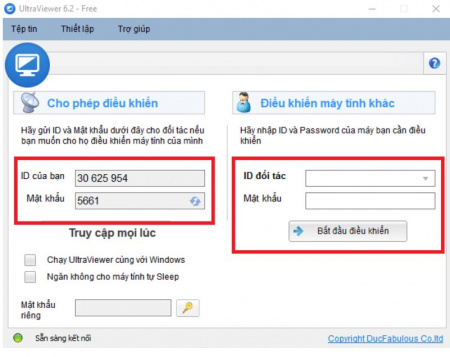 UltraViewer 6.2 - Free
Tệp tin Thiết lập Trợ giúp
Cho phép điều khiển
Hãy gửi ID và Mật khẩu dưới đây cho đối tác nếu
bạn muốn cho họ điều khiển máy tính của mình
ID của bạn 30 625 954
Mật khẩu 5661
Truy cập mọi lúc
Chạy UltraViewer cùng với Windows
Ngăn không cho máy tính tự Sleep
Mật khẩu
riêng
Điều khiển máy tính khác
Hãy nhập ID và Password của máy bạn cần điều
khiển
ID đối tác
Mật khẩu
Bắt đầu điều khiển
Sẵn sàng kết nối
Copyright DucFabulous Co,ltd